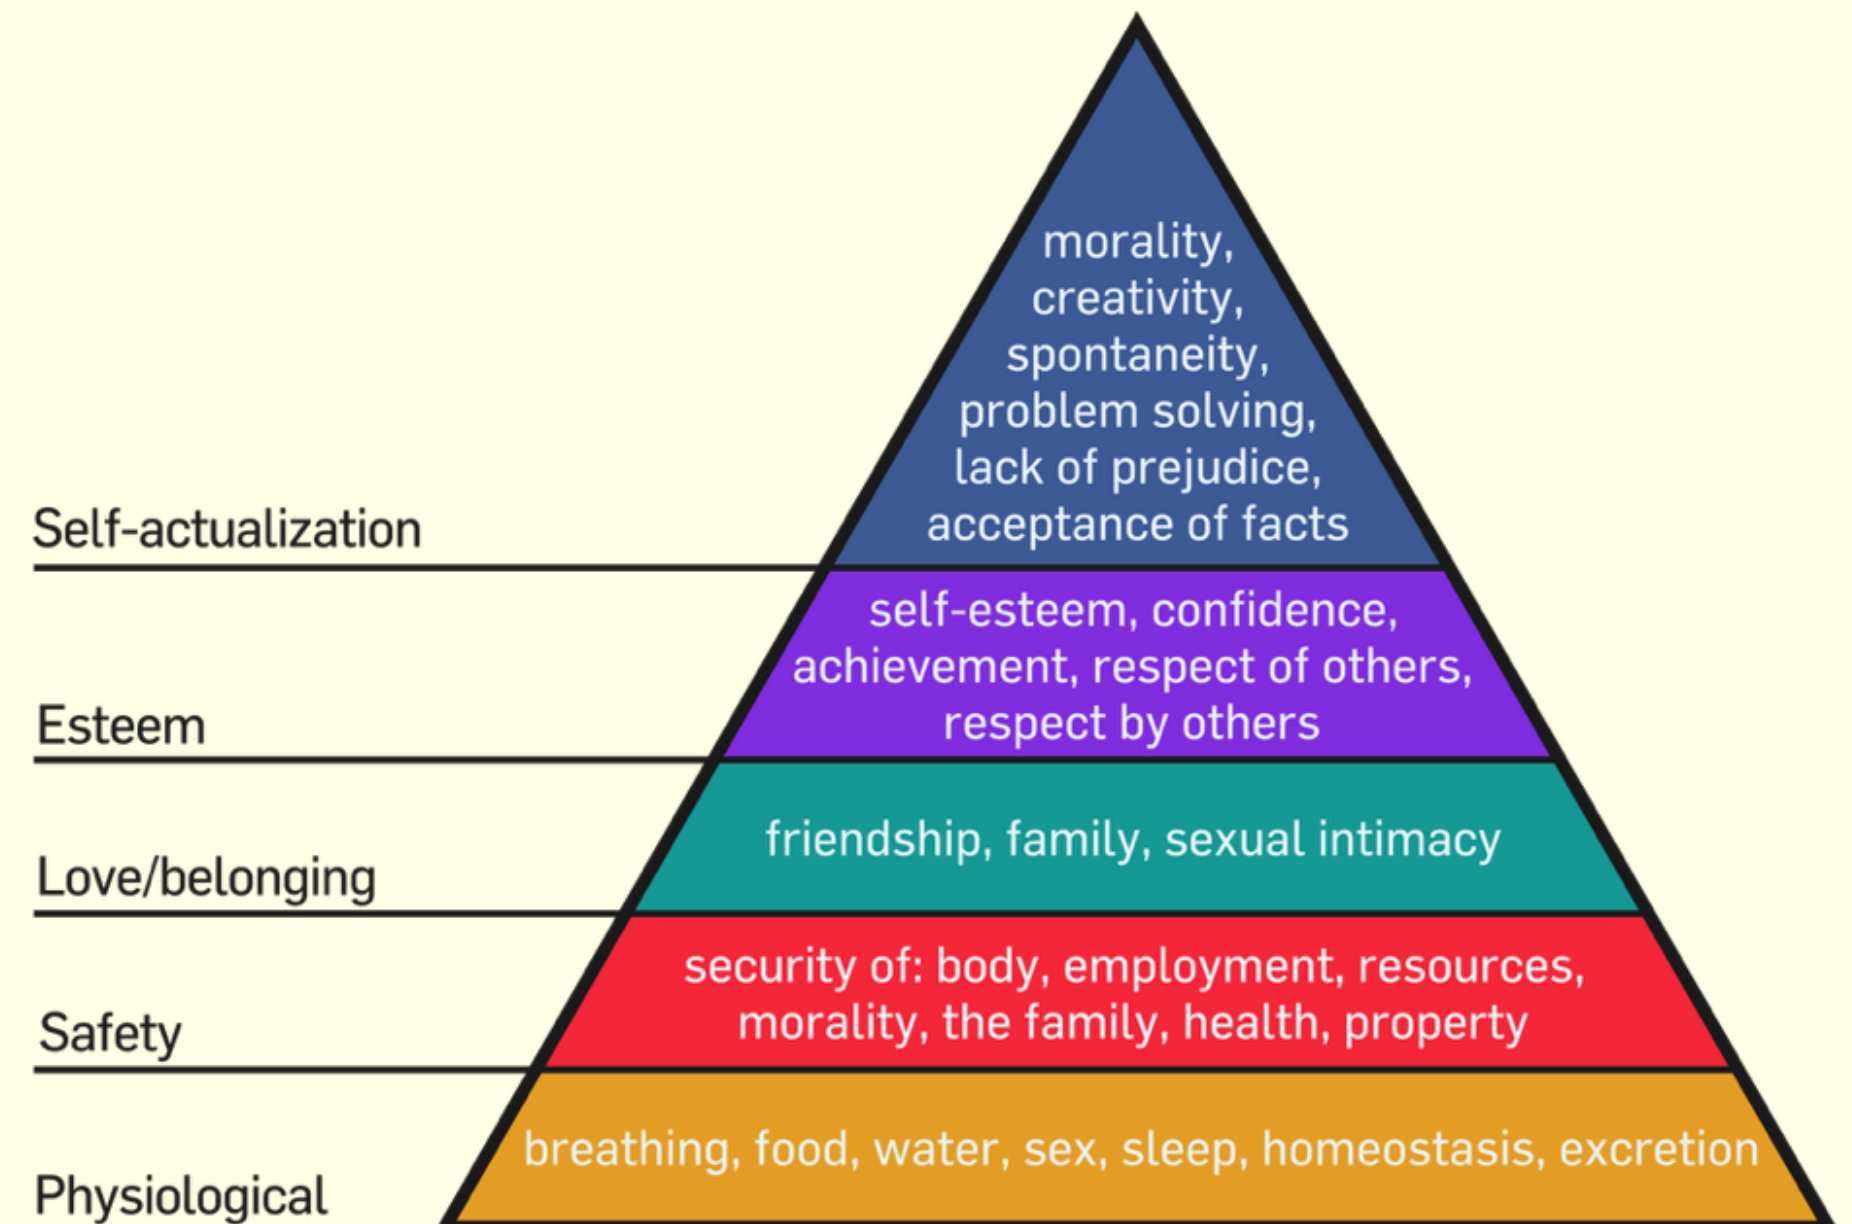 morality,
creativity,
spontaneity,
problem solving,
lack of prejudice,
acceptance of facts
Self-actualization
self-esteem, confidence,
achievement, respect of others,
respect by others
Esteem
friendship, family, sexual intimacy
Love/belonging
security of: body, employment, resources,
morality, the family, health, property
Safety
breathing, food, water, sex, sleep, homeostasis, excretion
Physiological